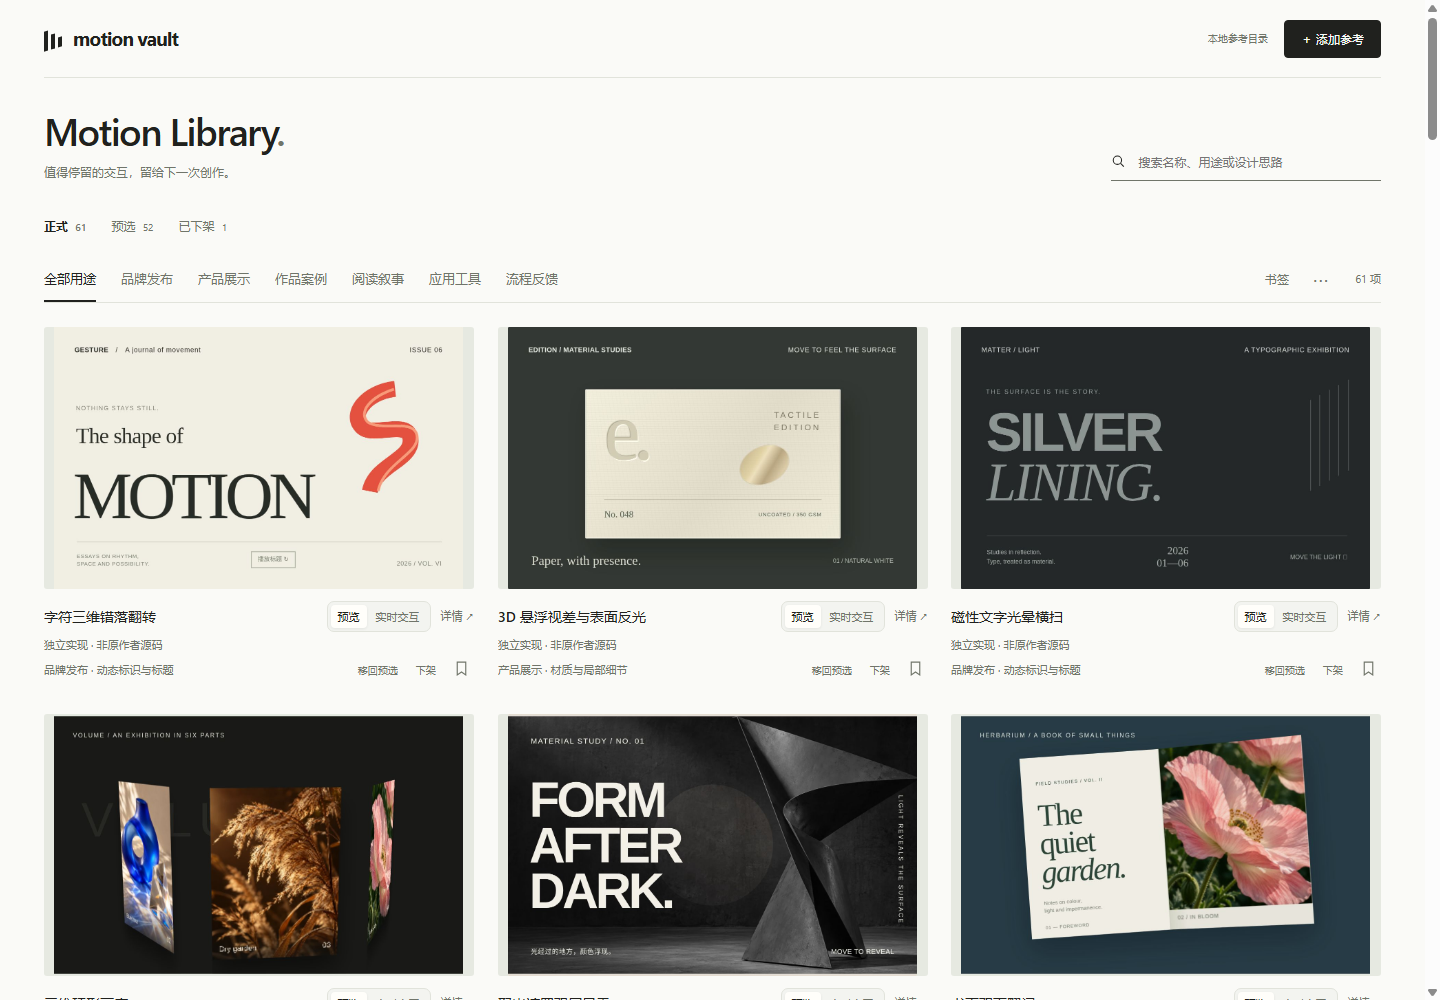 motion vault
本地参考目录
+ 添加参考
Motion Library.
值得停留的交互，留给下一次创作。
搜索名称、用途或设计思路
正式 61 预选 52 已下架 1
全部用途 品牌发布 产品展示 作品案例 阅读叙事 应用工具 流程反馈
书签 ··· 61 项
GESTURE / A journal of movement
ISSUE 06
NOTHING STAYS STILL.
The shape of
MOTION
ESSAYS ON RHYTHM,
SPACE AND POSSIBILITY.
播放标题 ↻
2026 / VOL. VI
EDITION / MATERIAL STUDIES
MOVE TO FEEL THE SURFACE
e.
TACTILE
EDITION
No. 048
UNCOATED / 350 GSM
Paper, with presence.
01 / NATURAL WHITE
MATTER / LIGHT
A TYPOGRAPHIC EXHIBITION
THE SURFACE IS THE STORY.
SILVER
LINING.
Studies in reflection.
Type, treated as material.
2026
01—06
MOVE THE LIGHT
字符三维错落翻转
预览 实时交互 详情 ↗
独立实现 · 非原作者源码
品牌发布 · 动态标识与标题
移回预选 下架
3D 悬浮视差与表面反光
预览 实时交互 详情 ↗
独立实现 · 非原作者源码
产品展示 · 材质与局部细节
移回预选 下架
磁性文字光晕横扫
预览 实时交互 详情 ↗
独立实现 · 非原作者源码
品牌发布 · 动态标识与标题
移回预选 下架
VOLUME / AN EXHIBITION IN SIX PARTS
VOLU
Dry garden
03
MATERIAL STUDY / NO. 01
FORM
AFTER
DARK.
LIGHT REVEALS THE SURFACE
光经过的地方，颜色浮现。
MOVE TO REVEAL
HERBARIUM / A BOOK OF SMALL THINGS
FIELD STUDIES / VOL. II
The
quiet
garden.
Notes on colour,
light and impermanence.
01 — FOREWORD
02 / IN BLOOM